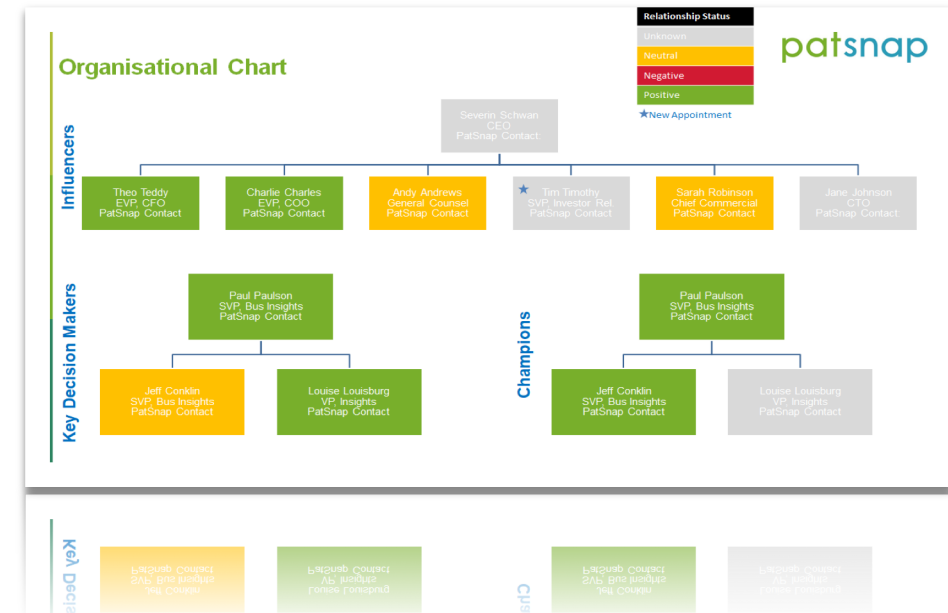 Relationship Status
Unknown
Neutral
Negative
Positive
★New Appointment
patsnap
Organisational Chart
Influencers
Severin Schwan
CEO
PatSnap Contact
Theo Teddy
EVP, CFO
PatSnap Contact
Charlie Charles
EVP, COO
PatSnap Contact
Andy Andrews
General Counsel
PatSnap Contact
★ Tim Timothy
SVP, Investor Rel.
PatSnap Contact
Sarah Robinson
Chief Commercial
PatSnap Contact
Jane Johnson
CTO
PatSnap Contact
Key Decision Makers
Paul Paulson
SVP, Bus Insights
PatSnap Contact
Jeff Conklin
SVP, Bus Insights
PatSnap Contact
Louise Louisburg
VP, Insights
PatSnap Contact
Champions
Paul Paulson
SVP, Bus Insights
PatSnap Contact
Jeff Conklin
SVP, Bus Insights
PatSnap Contact
Louise Louisburg
VP, Insights
PatSnap Contact